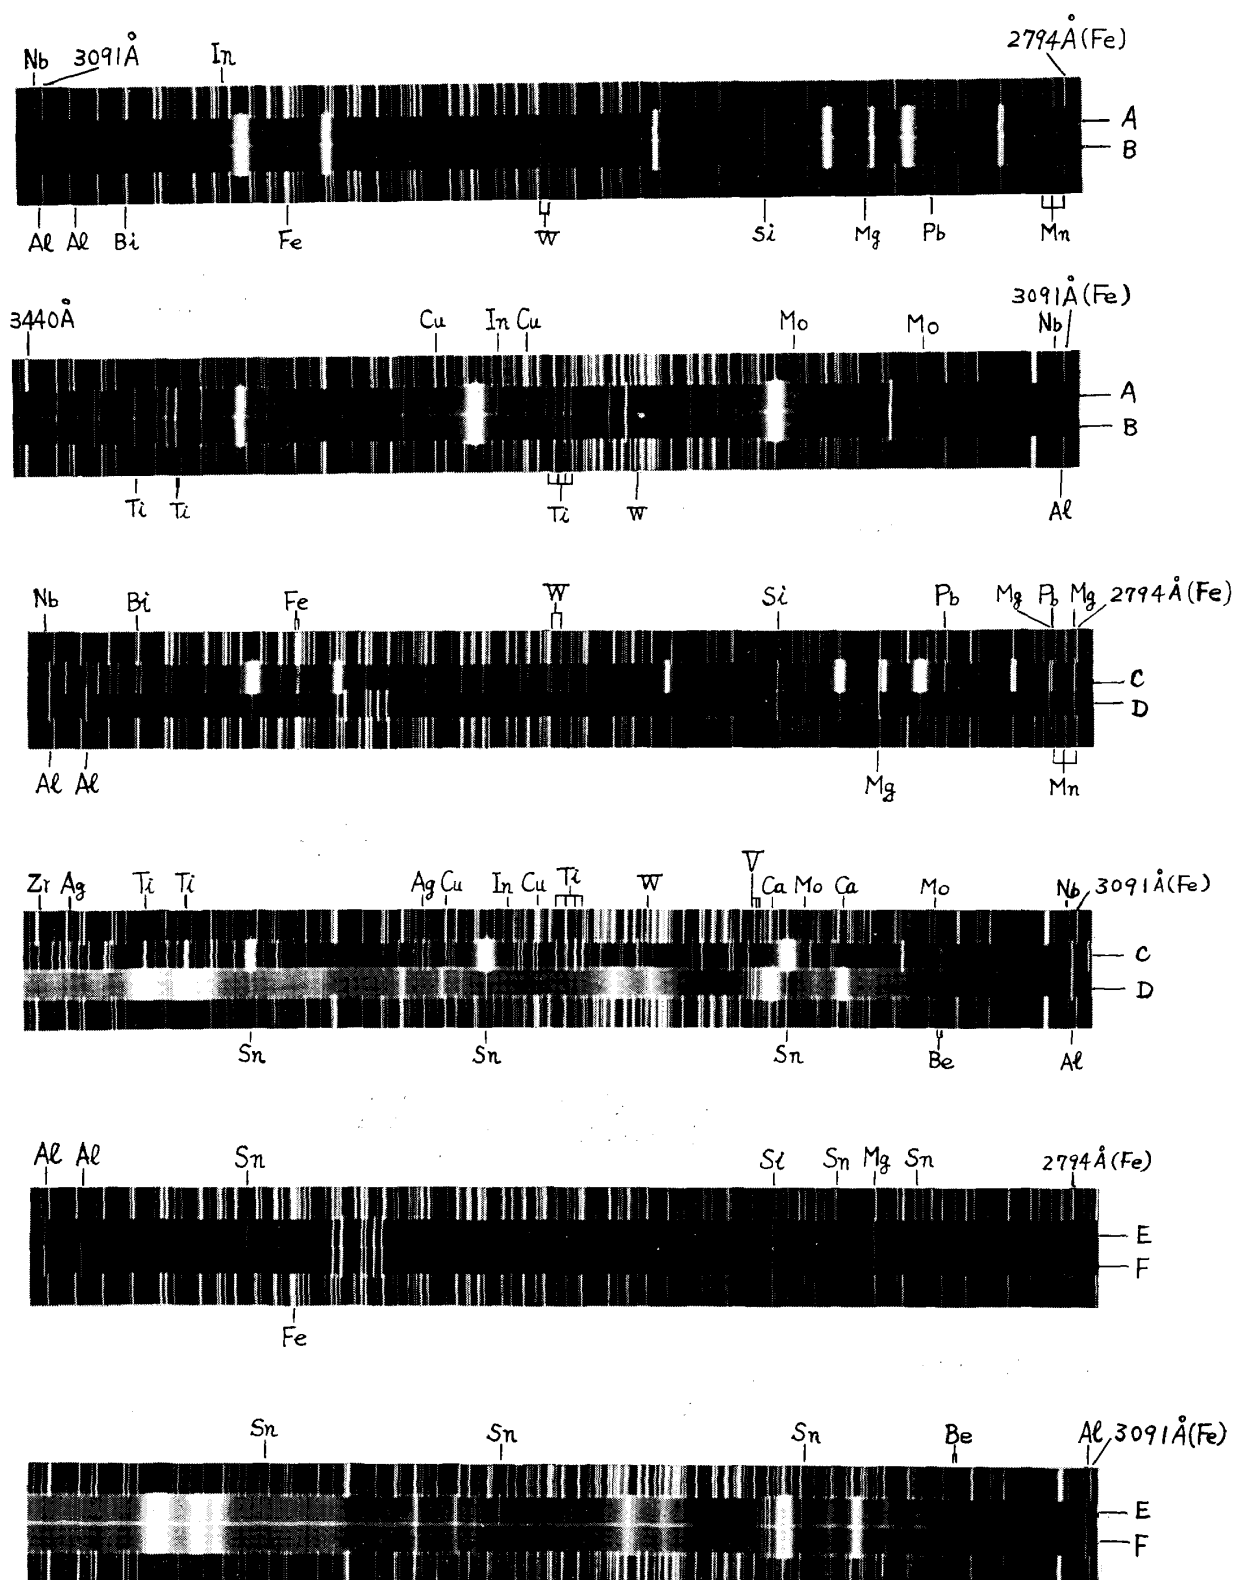 Nb 3091Å In 2794Å(Fe)
A
B
Al Al Bi Fe W Si Mg Pb Mn
3440Å Cu In Cu Mo Mo Nb 3091Å(Fe)
A
B
Ti Ti Ti W Al
Nb Bi Fe W Si Pb Mg Pb Mg 2794Å(Fe)
C
D
Al Al Mg Mn
Zr Ag Ti Ti Ag Cu In Cu Ti W V Ca Mo Ca Mo Nb 3091Å(Fe)
C
D
Sn Sn Sn Be Al
Al Al Sn Si Sn Mg Sn 2794Å(Fe)
E
F
Fe
Sn Sn Sn Be Al 3091Å(Fe)
E
F